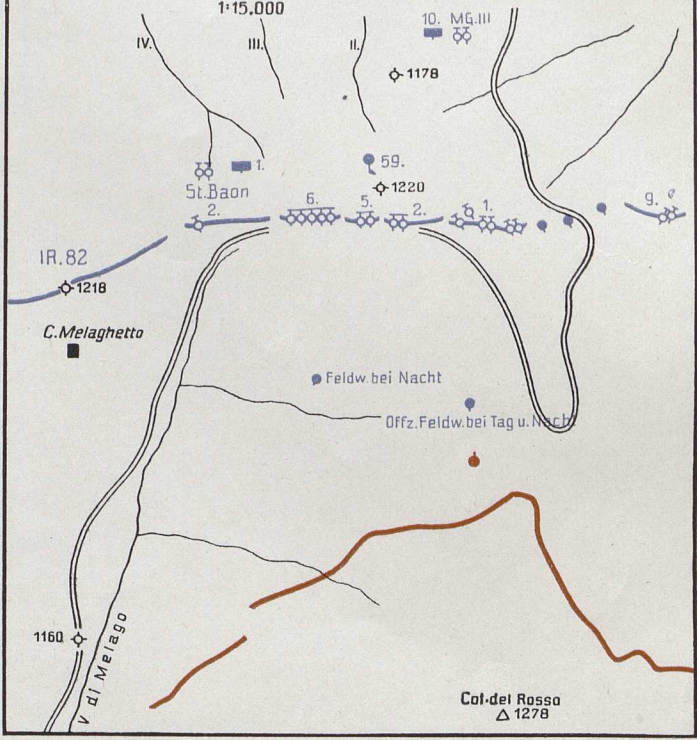 1:15.000
10. MG.III
IV.
III.
II.
1178
1.
59.
St.Baon
1220
2.
6.
5.
2.
1.
9.
IR.82
1218
C.Melaghetto
Feldw. bei Nacht
Offz.Feldw.bei Tag u. Nacht
1160
V di Melago
Col.del Rosso
1278